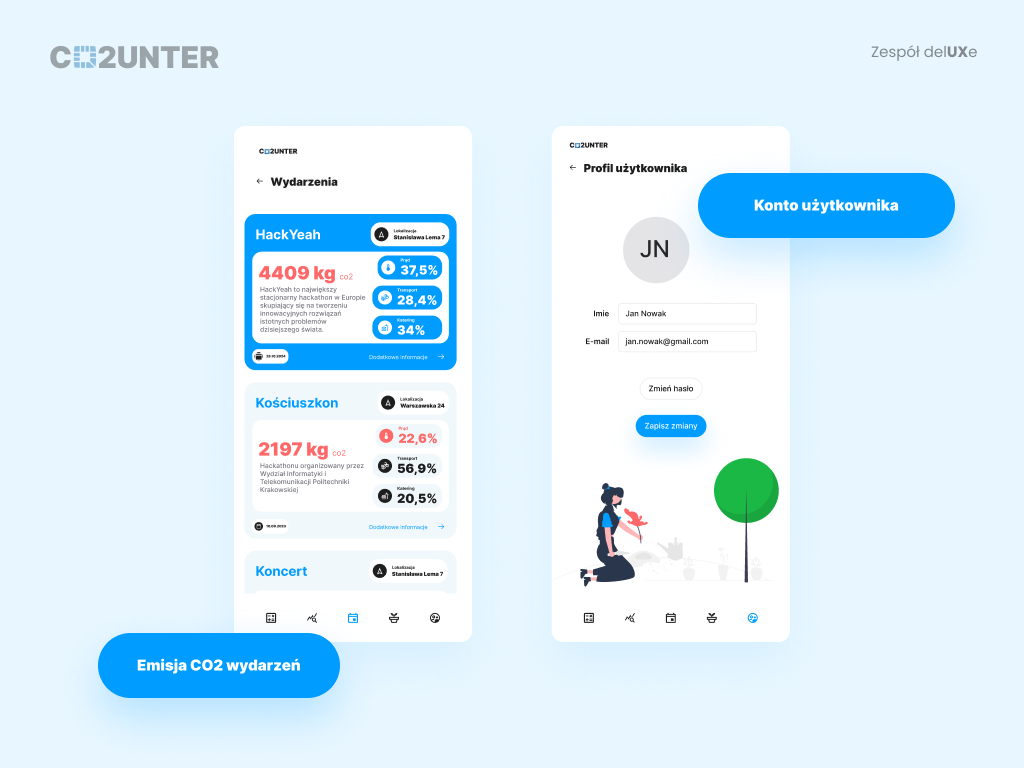 CO2UNTER
Zespół delUXe
CO2UNTER
Wydarzenia
HackYeah
Lokalizacja
Stanisława Lema 7
4409 kg co2
HackYeah to największy
stacjonarny hackathon w Europie
skupiający się na tworzeniu
innowacyjnych rozwiązań
istotnych problemów
dzisiejszego świata.
Prąd
37,5%
Transport
28,4%
Katering
34%
28.10.2024
Dodatkowe informacje
Kościuszkon
Lokalizacja
Warszawska 24
2197 kg co2
Hackathonu organizowany przez
Wydział Informatyki i
Telekomunikacji Politechniki
Krakowskiej
Prąd
22,6%
Transport
56,9%
Katering
20,5%
Dodatkowe informacje
Koncert
Lokalizacja
Stanisława Lema 7
Emisja CO2 wydarzeń
CO2UNTER
Profil użytkownika
Konto użytkownika
JN
Imie
Jan Nowak
E-mail
jan.nowak@gmail.com
Zmień hasło
Zapisz zmiany